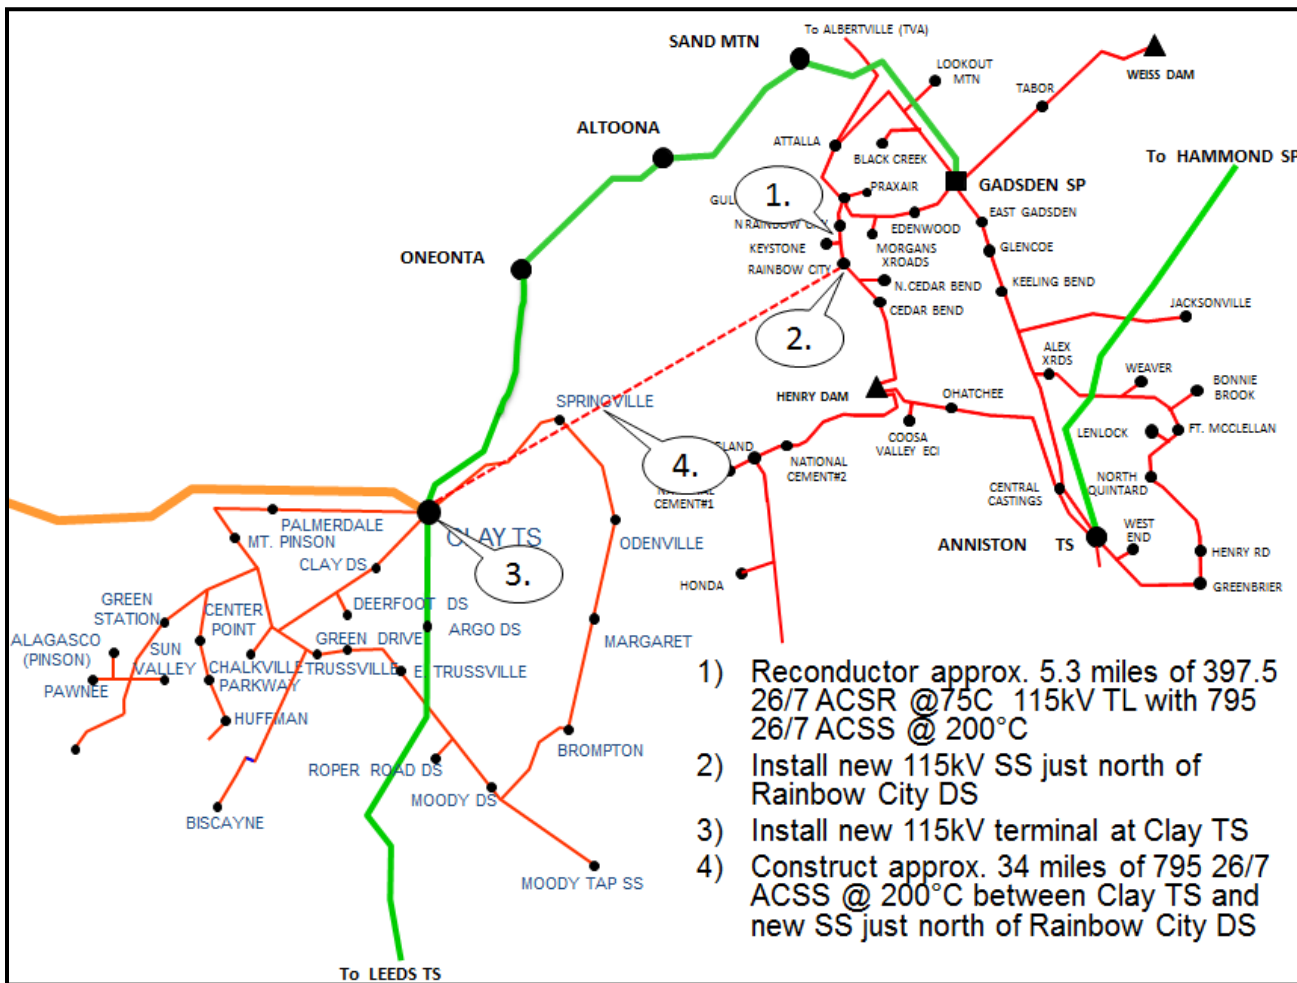 To ALBERTVILLE (TVA)
SAND MTN
LOOKOUT
MTN
WEISS DAM
TABOR
ALTOONA
ATTALLA
BLACK CREEK
To HAMMOND SP
1.
PRAXAIR
GADSDEN SP
GUL
N RAINBOW CITY
EDENWOOD
EAST GADSDEN
KEYSTONE
MORGANS
XROADS
GLENCOE
ONEONTA
RAINBOW CITY
N.CEDAR BEND
KEELING BEND
CEDAR BEND
JACKSONVILLE
2.
ALEX
XRDS
WEAVER
BONNIE
BROOK
HENRY DAM
OHATCHEE
SPRINGVILLE
COOSA
VALLEY ECI
LENLOCK
FT. MCCLELLAN
4.
LAND
NATIONAL
CEMENT#2
NATIONAL
CEMENT#1
CENTRAL
CASTINGS
NORTH
QUINTARD
PALMERDALE
MT. PINSON
CLAY TS
ODENVILLE
ANNISTON TS
WEST
END
HENRY RD
CLAY DS
3.
HONDA
GREENBRIER
GREEN
STATION
CENTER
POINT
DEERFOOT DS
ARGO DS
ALAGASCO
(PINSON)
SUN
VALLEY
GREEN DRIVE
MARGARET
CHALKVILLE
PARKWAY
TRUSSVILLE
E. TRUSSVILLE
PAWNEE
HUFFMAN
BROMPTON
ROPER ROAD DS
MOODY DS
BISCAYNE
MOODY TAP SS
To LEEDS TS
1) Reconductor approx. 5.3 miles of 397.5
26/7 ACSR @75C 115kV TL with 795
26/7 ACSS @ 200°C
2) Install new 115kV SS just north of
Rainbow City DS
3) Install new 115kV terminal at Clay TS
4) Construct approx. 34 miles of 795 26/7
ACSS @ 200°C between Clay TS and
new SS just north of Rainbow City DS